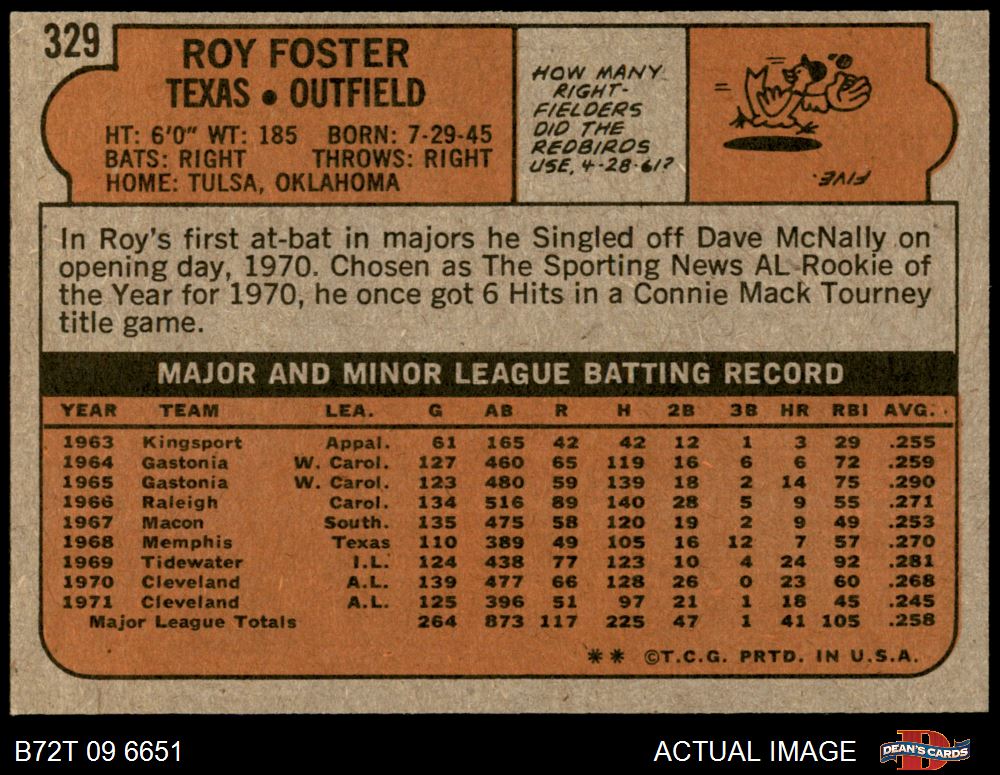 329
ROY FOSTER
TEXAS • OUTFIELD
HT: 6'0" WT: 185 BORN: 7-29-45
BATS: RIGHT THROWS: RIGHT
HOME: TULSA, OKLAHOMA
HOW MANY
RIGHT-
FIELDERS
DID THE
REDBIRDS
USE, 4-28-61?
FIVE.
In Roy's first at-bat in majors he Singled off Dave McNally on
opening day, 1970. Chosen as The Sporting News AL Rookie of
the Year for 1970, he once got 6 Hits in a Connie Mack Tourney
title game.
MAJOR AND MINOR LEAGUE BATTING RECORD
YEAR TEAM LEA. G AB R H 2B 3B HR RBI AVG.
1963 Kingsport Appal. 61 165 42 42 12 1 3 29 .255
1964 Gastonia W. Carol. 127 460 65 119 16 6 6 72 .259
1965 Gastonia W. Carol. 123 480 59 139 18 2 14 75 .290
1966 Raleigh Carol. 134 516 89 140 28 5 9 55 .271
1967 Macon South. 135 475 58 120 19 2 9 49 .253
1968 Memphis Texas 110 389 49 105 16 12 7 57 .270
1969 Tidewater I.L. 124 438 77 123 10 4 24 92 .281
1970 Cleveland A.L. 139 477 66 128 26 0 23 60 .268
1971 Cleveland A.L. 125 396 51 97 21 1 18 45 .245
Major League Totals 264 873 117 225 47 1 41 105 .258
** ©T.C.G. PRTD. IN U.S.A.
B72T 09 6651 ACTUAL IMAGE DEAN'S CARDS